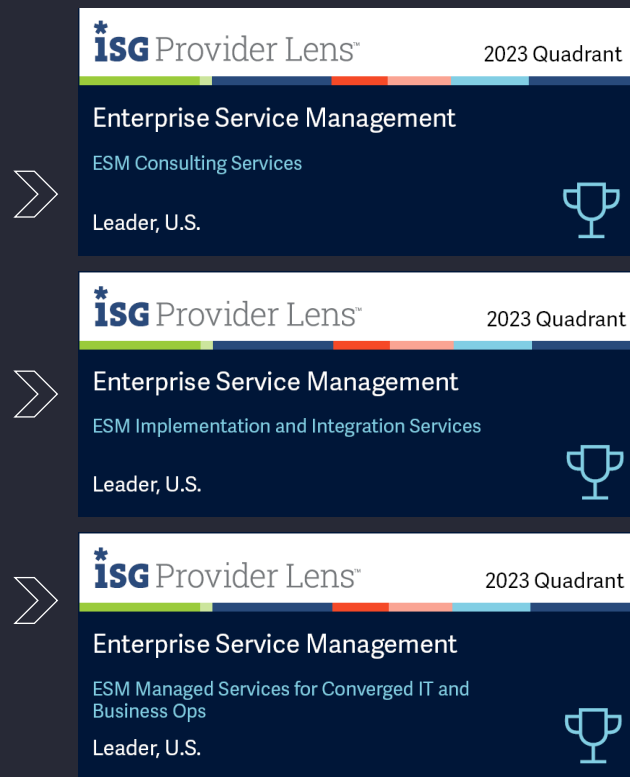 iSG Provider Lens™ 2023 Quadrant
Enterprise Service Management
ESM Consulting Services
Leader, U.S.
iSG Provider Lens™ 2023 Quadrant
Enterprise Service Management
ESM Implementation and Integration Services
Leader, U.S.
iSG Provider Lens™ 2023 Quadrant
Enterprise Service Management
ESM Managed Services for Converged IT and
Business Ops
Leader, U.S.